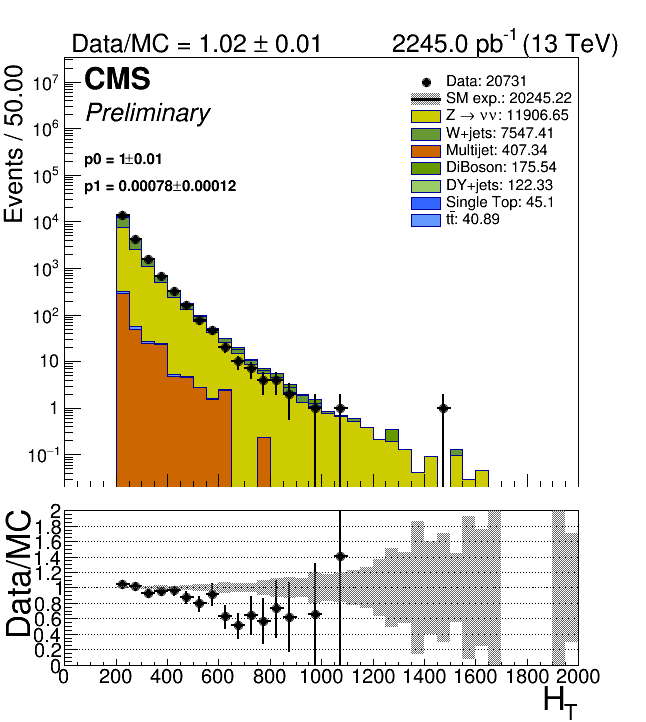 Data/MC = 1.02 ± 0.01 2245.0 pb⁻¹ (13 TeV)
CMS
Preliminary
p0 = 1±0.01
p1 = 0.00078±0.00012
Data: 20731
SM exp.: 20245.22
Z → νν: 11906.65
W+jets: 7547.41
Multijet: 407.34
DiBoson: 175.54
DY+jets: 122.33
Single Top: 45.1
tt̄: 40.89
Events / 50.00
10⁷
10⁶
10⁵
10⁴
10³
10²
10
1
10⁻¹
Data/MC
2
1.8
1.6
1.4
1.2
1
0.8
0.6
0.4
0.2
0
0 200 400 600 800 1000 1200 1400 1600 1800 2000
H_T